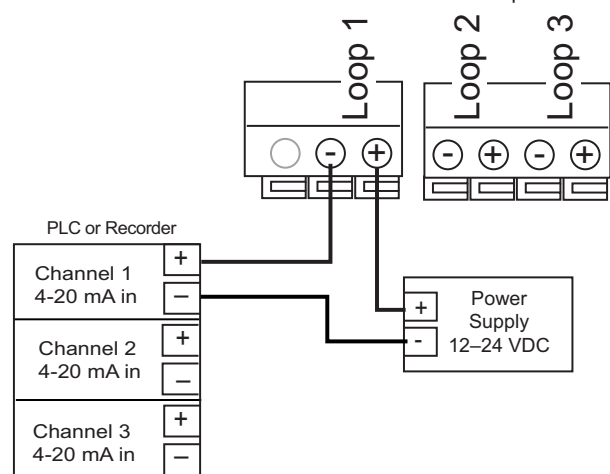 Loop 1
Loop 2
Loop 3
- +
- + - +
PLC or Recorder
Channel 1
4-20 mA in
+
–
Channel 2
4-20 mA in
+
–
Channel 3
4-20 mA in
+
–
+
-
Power
Supply
12–24 VDC